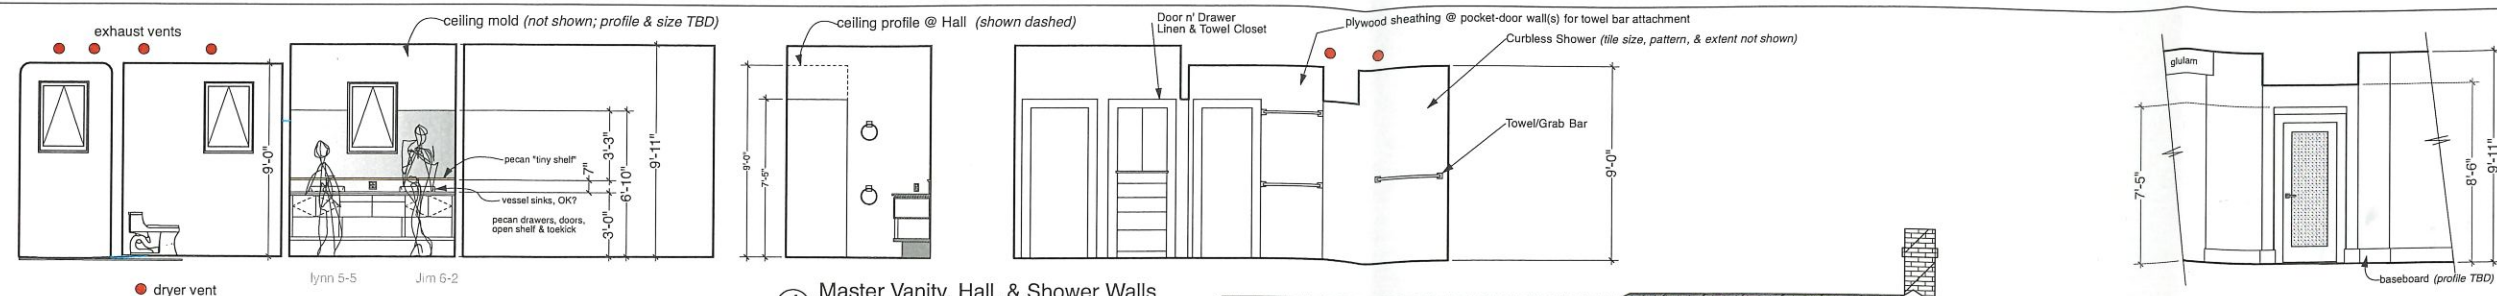 exhaust vents
ceiling mold (not shown; profile & size TBD)
ceiling profile @ Hall (shown dashed)
Door n' Drawer
Linen & Towel Closet
plywood sheathing @ pocket-door wall(s) for towel bar attachment
Curbless Shower (tile size, pattern, & extent not shown)
glulam
9'-0"
pecan "tiny shelf"
vessel sinks, OK?
pecan drawers, doors,
open shelf & toekick
3'-3"
7"
3'-0"
6'-10"
9'-11"
9'-0"
7'-5"
Towel/Grab Bar
9'-0"
7'-5"
8'-6"
9'-11"
baseboard (profile TBD)
lynn 5-5
Jim 6-2
dryer vent
Master Vanity, Hall, & Shower Walls